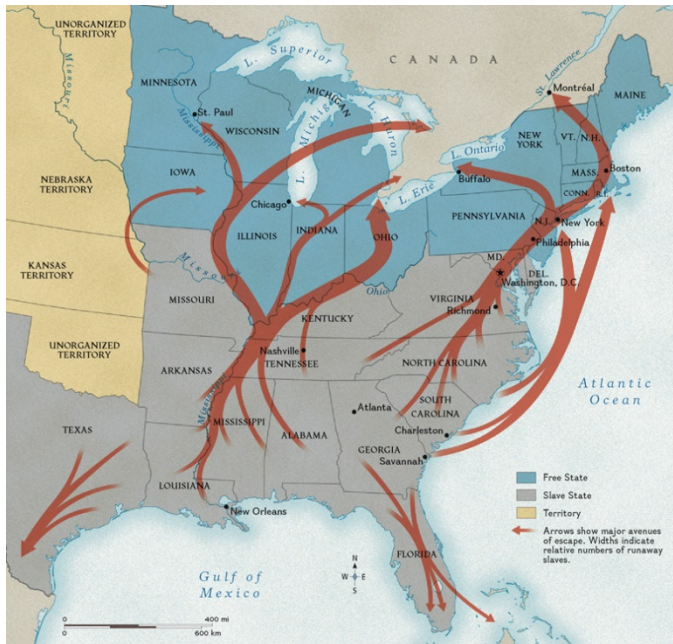 UNORGANIZED
TERRITORY
Missouri
MINNESOTA
St. Paul
Mississippi
L. Superior
CANADA
St. Lawrence
Montréal
MAINE
WISCONSIN
MICHIGAN
L. Michigan
L. Huron
NEW
YORK
VT.
N.H.
L. Ontario
Buffalo
MASS.
Boston
CONN.
R.I.
IOWA
Chicago
L. Erie
NEBRASKA
TERRITORY
ILLINOIS
INDIANA
OHIO
PENNSYLVANIA
N.J.
New York
Philadelphia
KANSAS
TERRITORY
Missouri
MISSOURI
Ohio
MD.
DEL.
Washington, D.C.
VIRGINIA
Richmond
KENTUCKY
UNORGANIZED
TERRITORY
Nashville
TENNESSEE
NORTH CAROLINA
ARKANSAS
Mississippi
MISSISSIPPI
ALABAMA
Atlanta
SOUTH
CAROLINA
Charleston
GEORGIA
Savannah
Atlantic
Ocean
TEXAS
LOUISIANA
New Orleans
FLORIDA
Gulf of
Mexico
Free State
Slave State
Territory
Arrows show major avenues
of escape. Widths indicate
relative numbers of runaway
slaves.
N
W E
S
0 400 mi
0 600 km